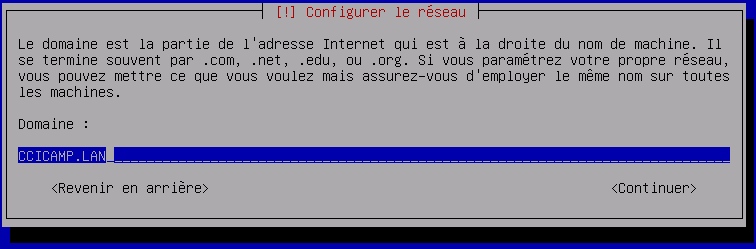 [!] Configurer le réseau
Le domaine est la partie de l'adresse Internet qui est à la droite du nom de machine. Il
se termine souvent par .com, .net, .edu, ou .org. Si vous paramétrez votre propre réseau,
vous pouvez mettre ce que vous voulez mais assurez-vous d'employer le même nom sur toutes
les machines.
Domaine :
CCICAMP.LAN
<Revenir en arrière> <Continuer>